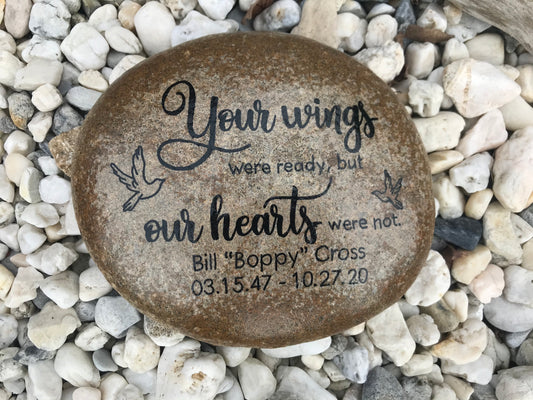 Your wings
were ready, but
our hearts were not.
Bill "Boppy" Cross
03.15.47 - 10.27.20